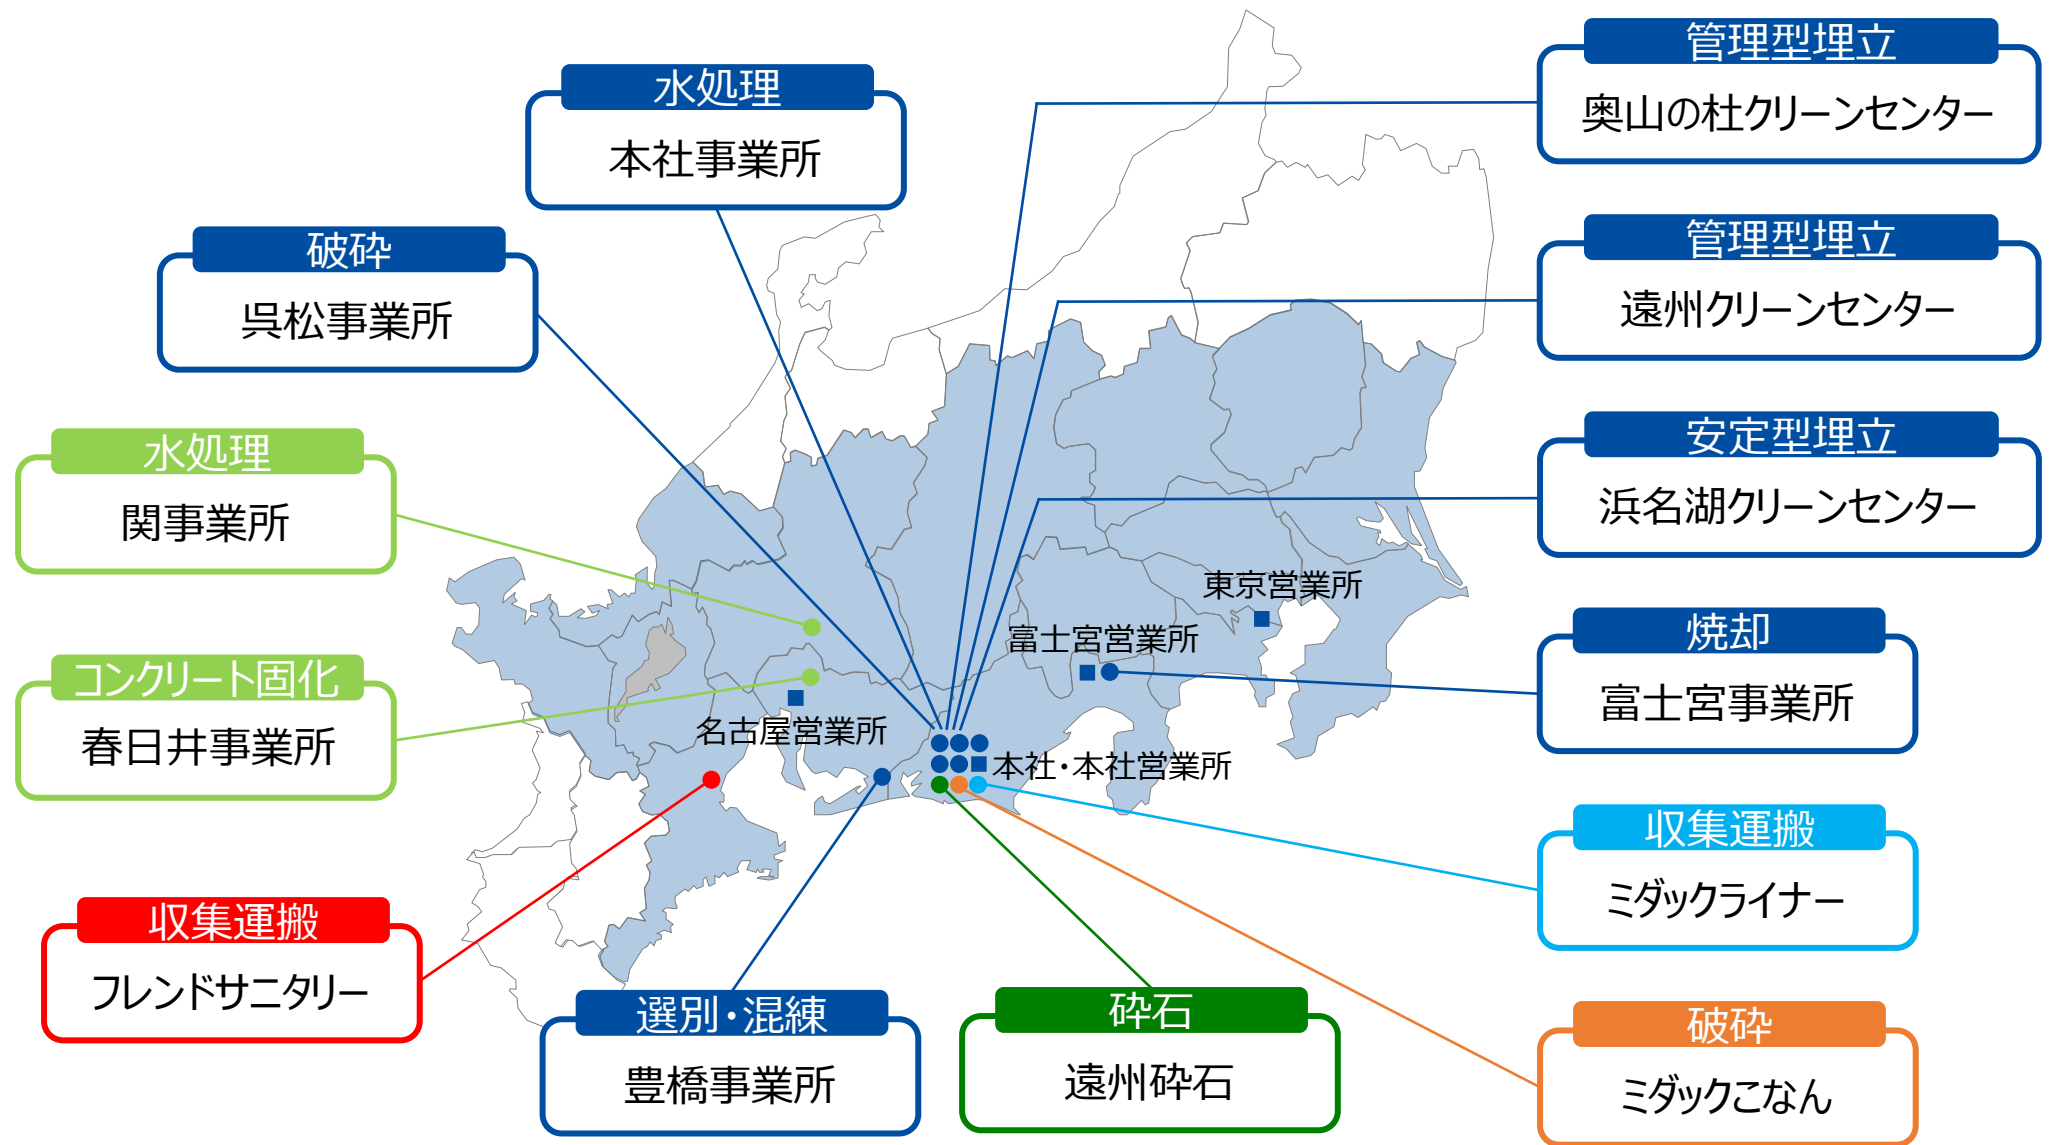 水処理
本社事業所
破砕
呉松事業所
水処理
関事業所
コンクリート固化
春日井事業所
収集運搬
フレンドサニタリー
選別・混練
豊橋事業所
砕石
遠州砕石
管理型埋立
奥山の杜クリーンセンター
管理型埋立
遠州クリーンセンター
安定型埋立
浜名湖クリーンセンター
焼却
富士宮事業所
収集運搬
ミダックライナー
破砕
ミダックこなん
東京営業所
富士宮営業所
名古屋営業所
本社・本社営業所